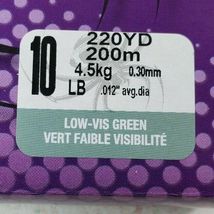 220YD
10 200m
4.5kg 0.30mm
LB .012" avg.dia
LOW-VIS GREEN
VERT FAIBLE VISIBILITÉ